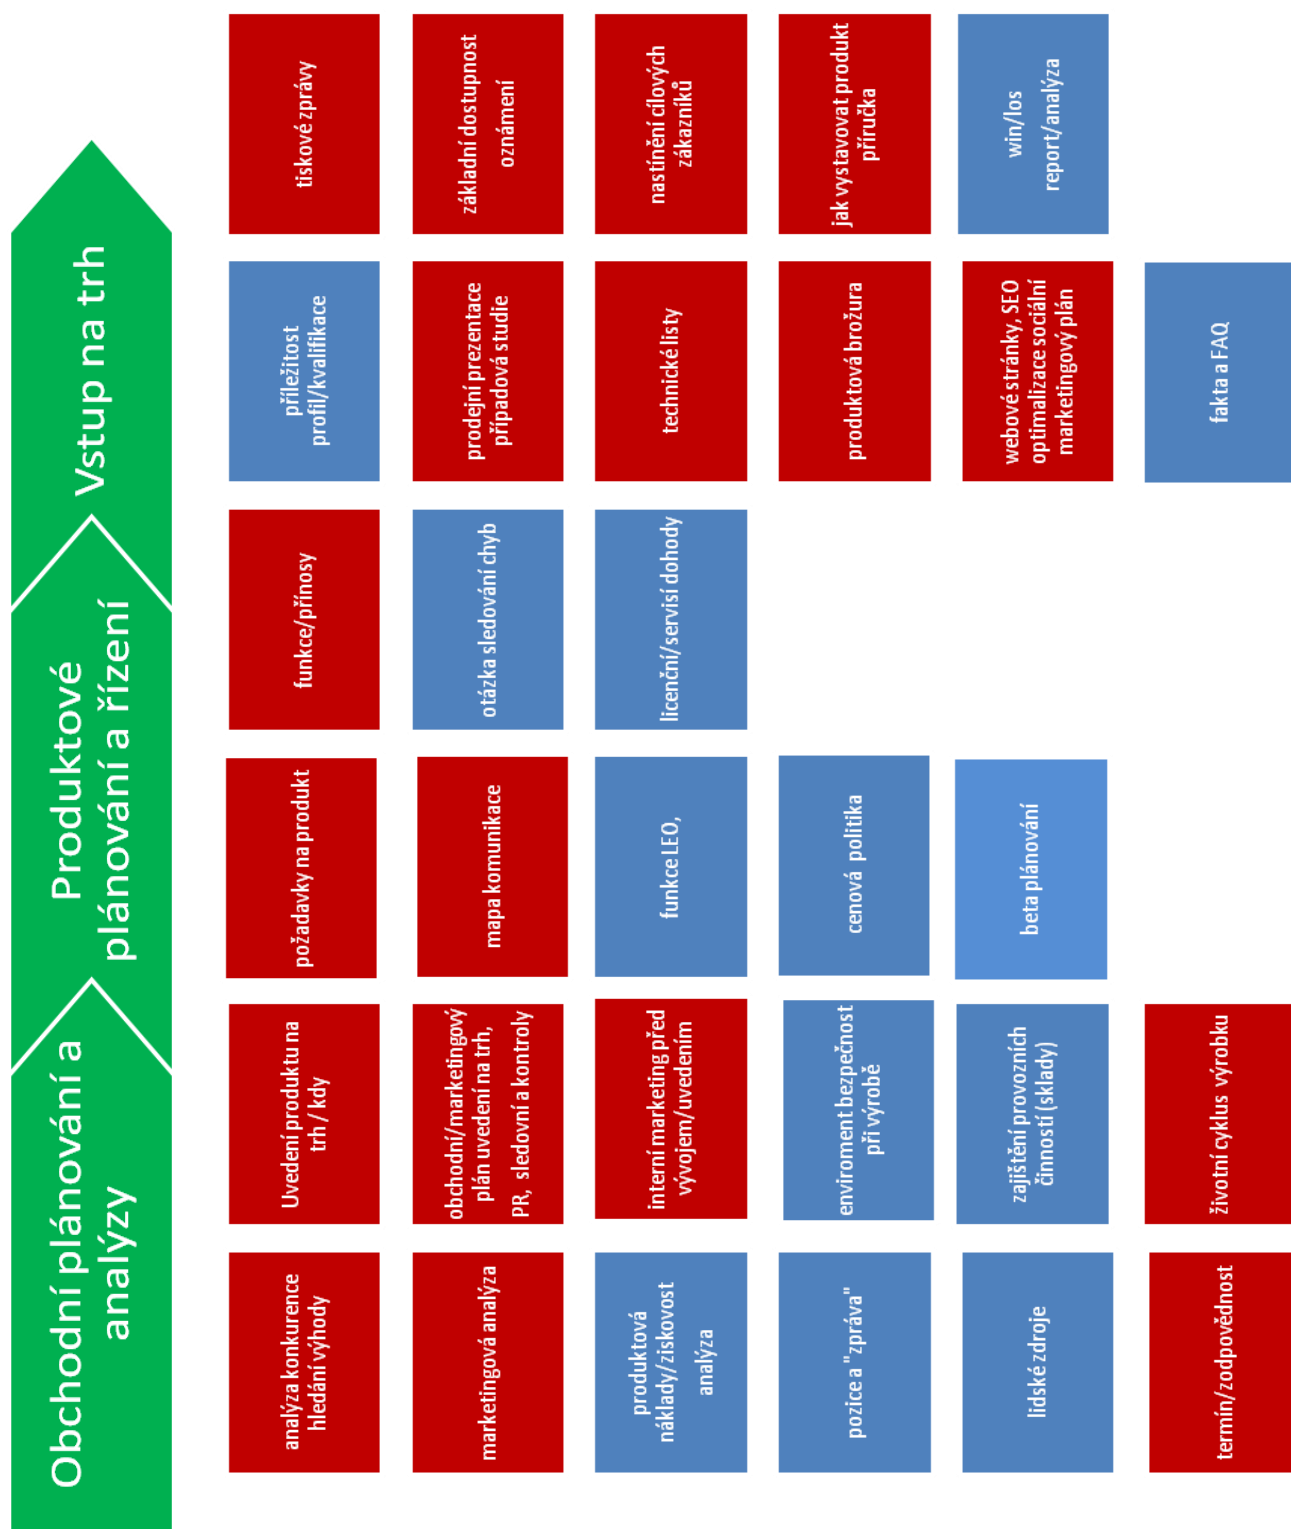 Obchodní plánování a
analýzy
Produktové
plánování a řízení
Vstup na trh
analýza konkurence
hledání výhody
Uvedení produktu na
trh / kdy
požadavky na produkt
funkce/přínosy
příležitost
profil/kvalifikace
tiskové zprávy
marketingová analýza
obchodní/marketingový
plán uvedení na trh,
PR, sledovní a kontroly
mapa komunikace
otázka sledování chyb
prodejní prezentace
případová studie
základní dostupnost
oznámení
produktová
náklady/ziskovost
analýza
interní marketing před
vývojem/uvedením
funkce LEO,
licenční/servisí dohody
technické listy
nastínění cílových
zákazníků
pozice a "zpráva"
enviroment bezpečnost
při výrobě
cenová politika
produktová brožura
jak vystavovat produkt
příručka
lidské zdroje
zajištění provozních
činností (sklady)
beta plánování
webové stránky, SEO
optimalizace sociální
marketingový plán
win/los
report/analýza
termín/zodpovědnost
životní cyklus výrobku
fakta a FAQ